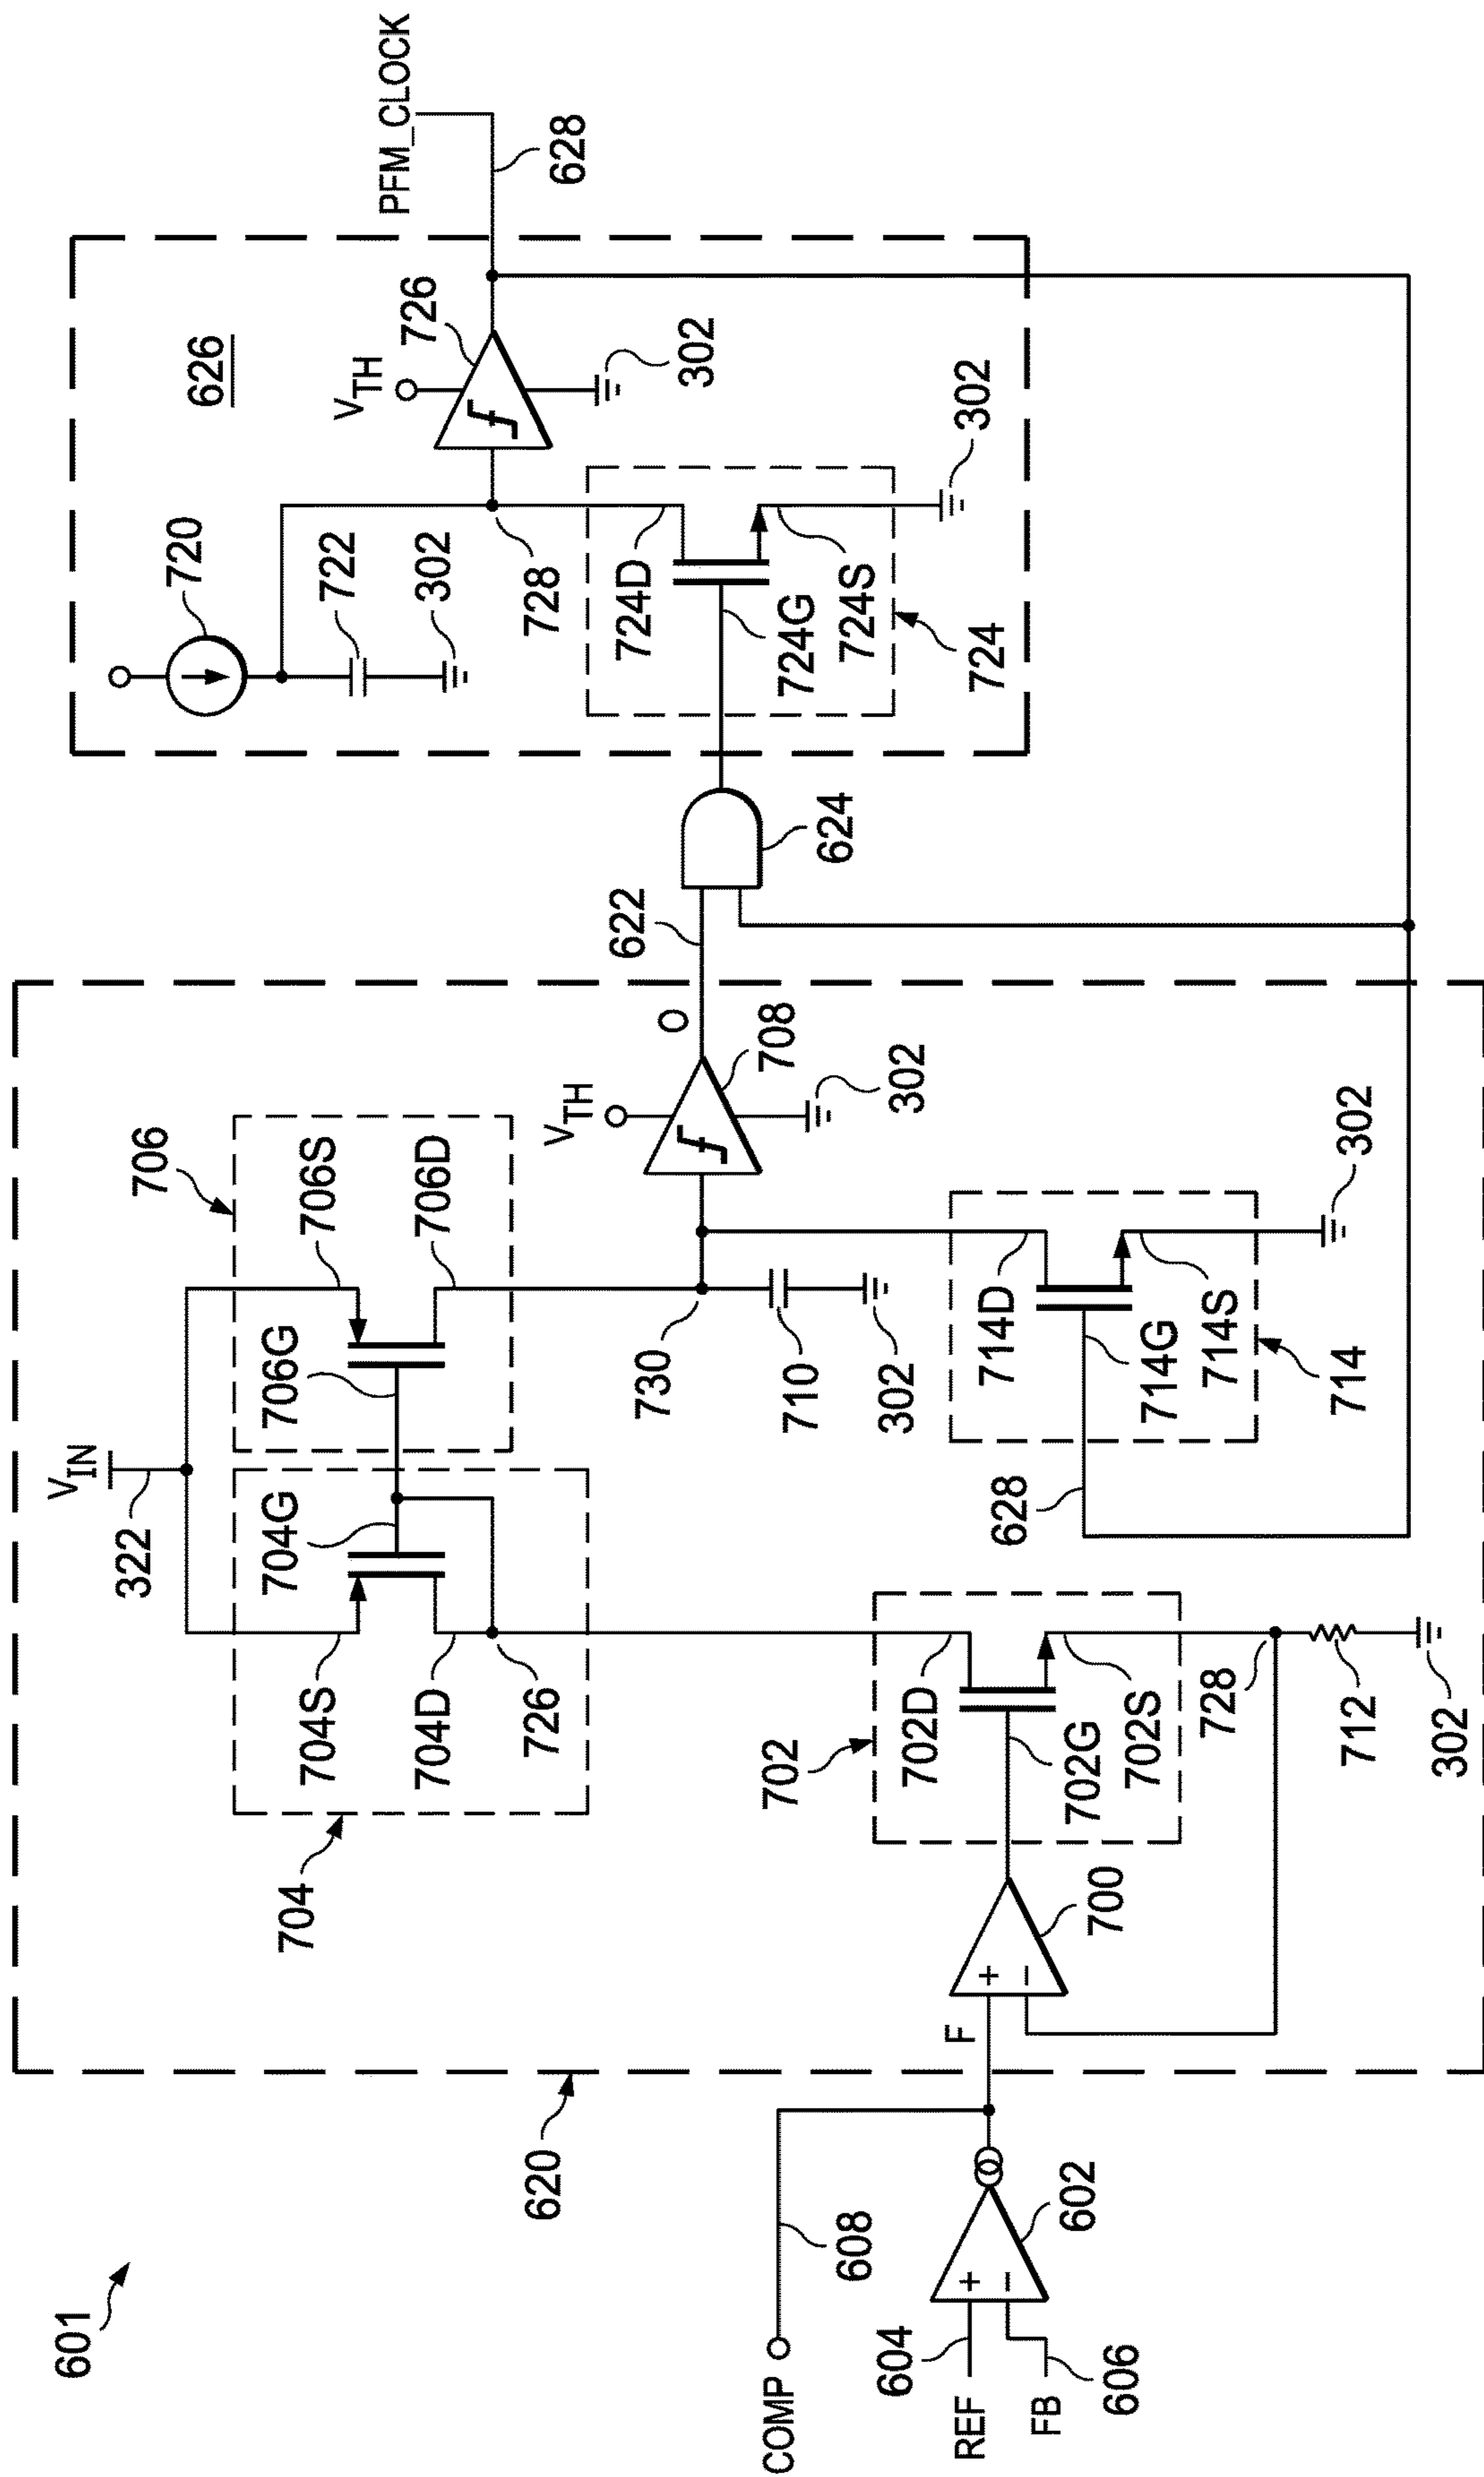 601
COMP
608
REF
604
FB
606
602
620
F
700
704
704S
704G
704D
726
322
V_IN
706
706S
706G
706D
702
702D
702G
702S
728
712
302
730
710
302
V_TH
708
302
O
622
628
714D
714G
714S
714
302
624
626
720
722
302
728
V_TH
726
302
724D
724G
724S
724
302
PFM_CLOCK
628